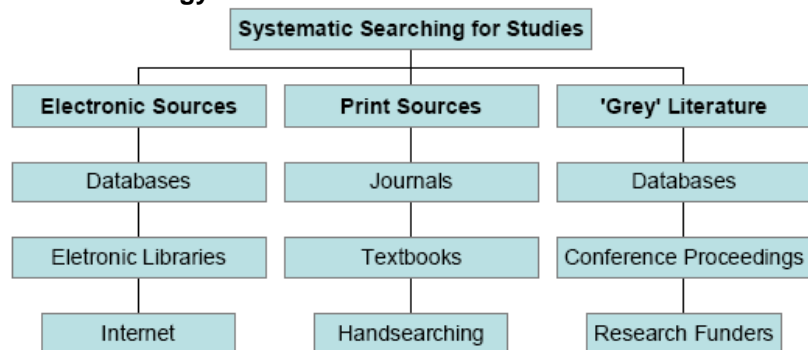 gy
Systematic Searching for Studies
Electronic Sources
Print Sources
'Grey' Literature
Databases
Journals
Databases
Eletronic Libraries
Textbooks
Conference Proceedings
Internet
Handsearching
Research Funders